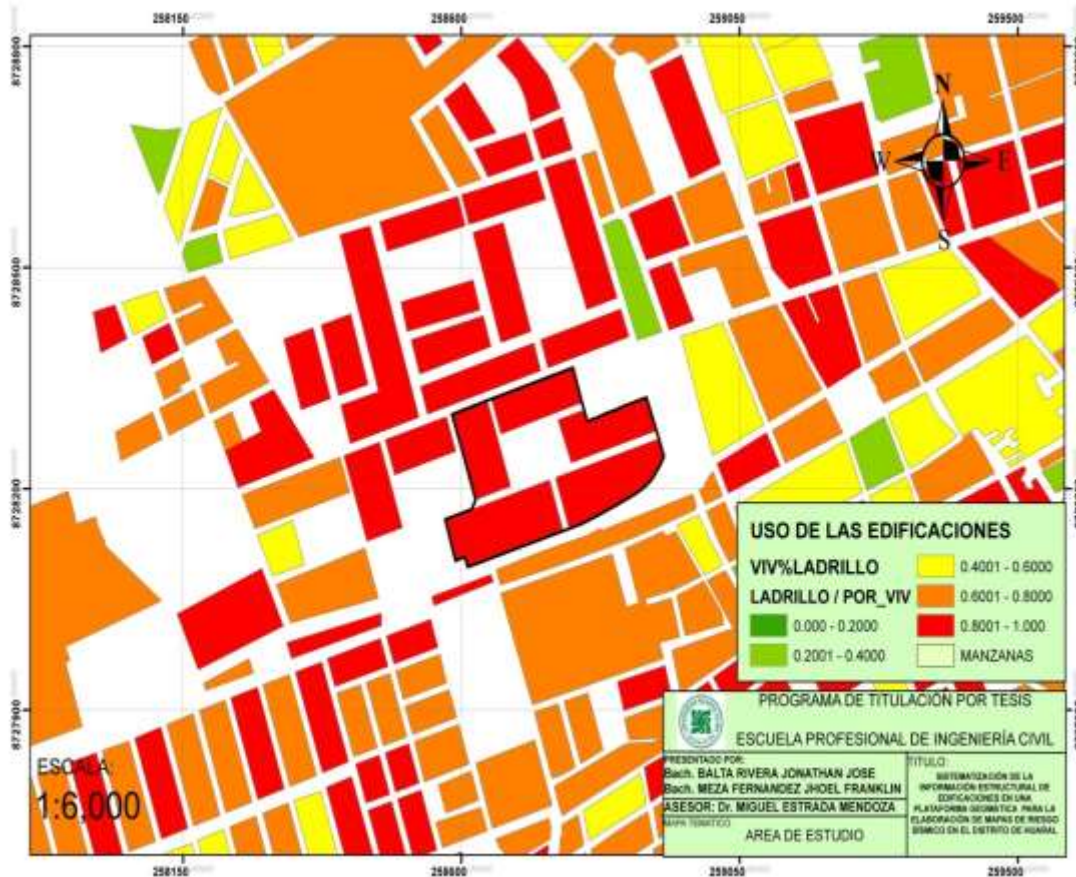 258150 258600 259050 259500
8728800
8728500
8728200
8727900
N
W E
S
USO DE LAS EDIFICACIONES
VIV%LADRILLO
LADRILLO / POR_VIV
0.000 - 0.2000
0.2001 - 0.4000
0.4001 - 0.6000
0.6001 - 0.8000
0.8001 - 1.000
MANZANAS
PROGRAMA DE TITULACIÓN POR TESIS
ESCUELA PROFESIONAL DE INGENIERÍA CIVIL
PRESENTADO POR:
Bach. BALTA RIVERA JONATHAN JOSE
Bach. MEZA FERNANDEZ JHOEL FRANKLIN
ASESOR: Dr. MIGUEL ESTRADA MENDOZA
MAPA TEMÁTICO
AREA DE ESTUDIO
TITULO:
SISTEMATIZACIÓN DE LA
INFORMACIÓN ESTRUCTURAL DE
EDIFICACIONES EN UNA
PLATAFORMA GEOMÁTICA PARA LA
ELABORACIÓN DE MAPAS DE RIESGO
SÍSMICO EN EL DISTRITO DE HUARAL
ESCALA:
1:6,000
258150 258600 259050 259500